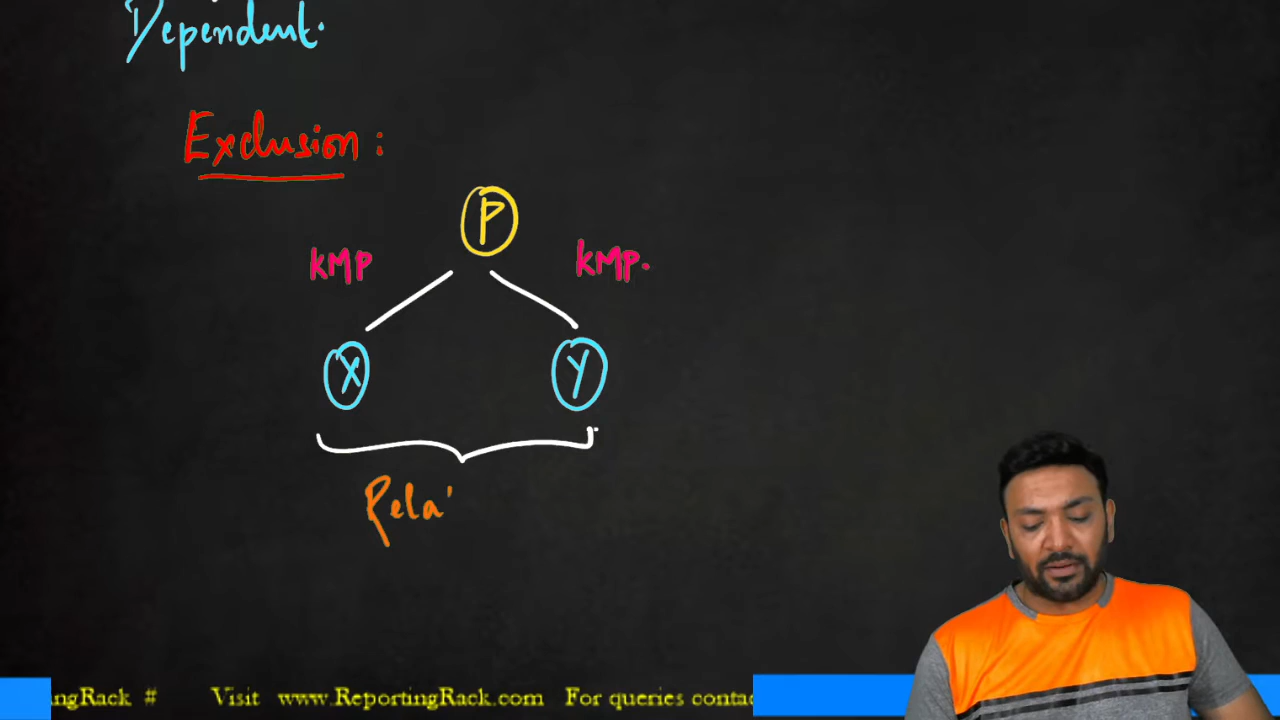 Dependent.
Exclusion :
P
KMP KMP.
X Y
Rela
ngRack # Visit www.ReportingRack.com For queries contac